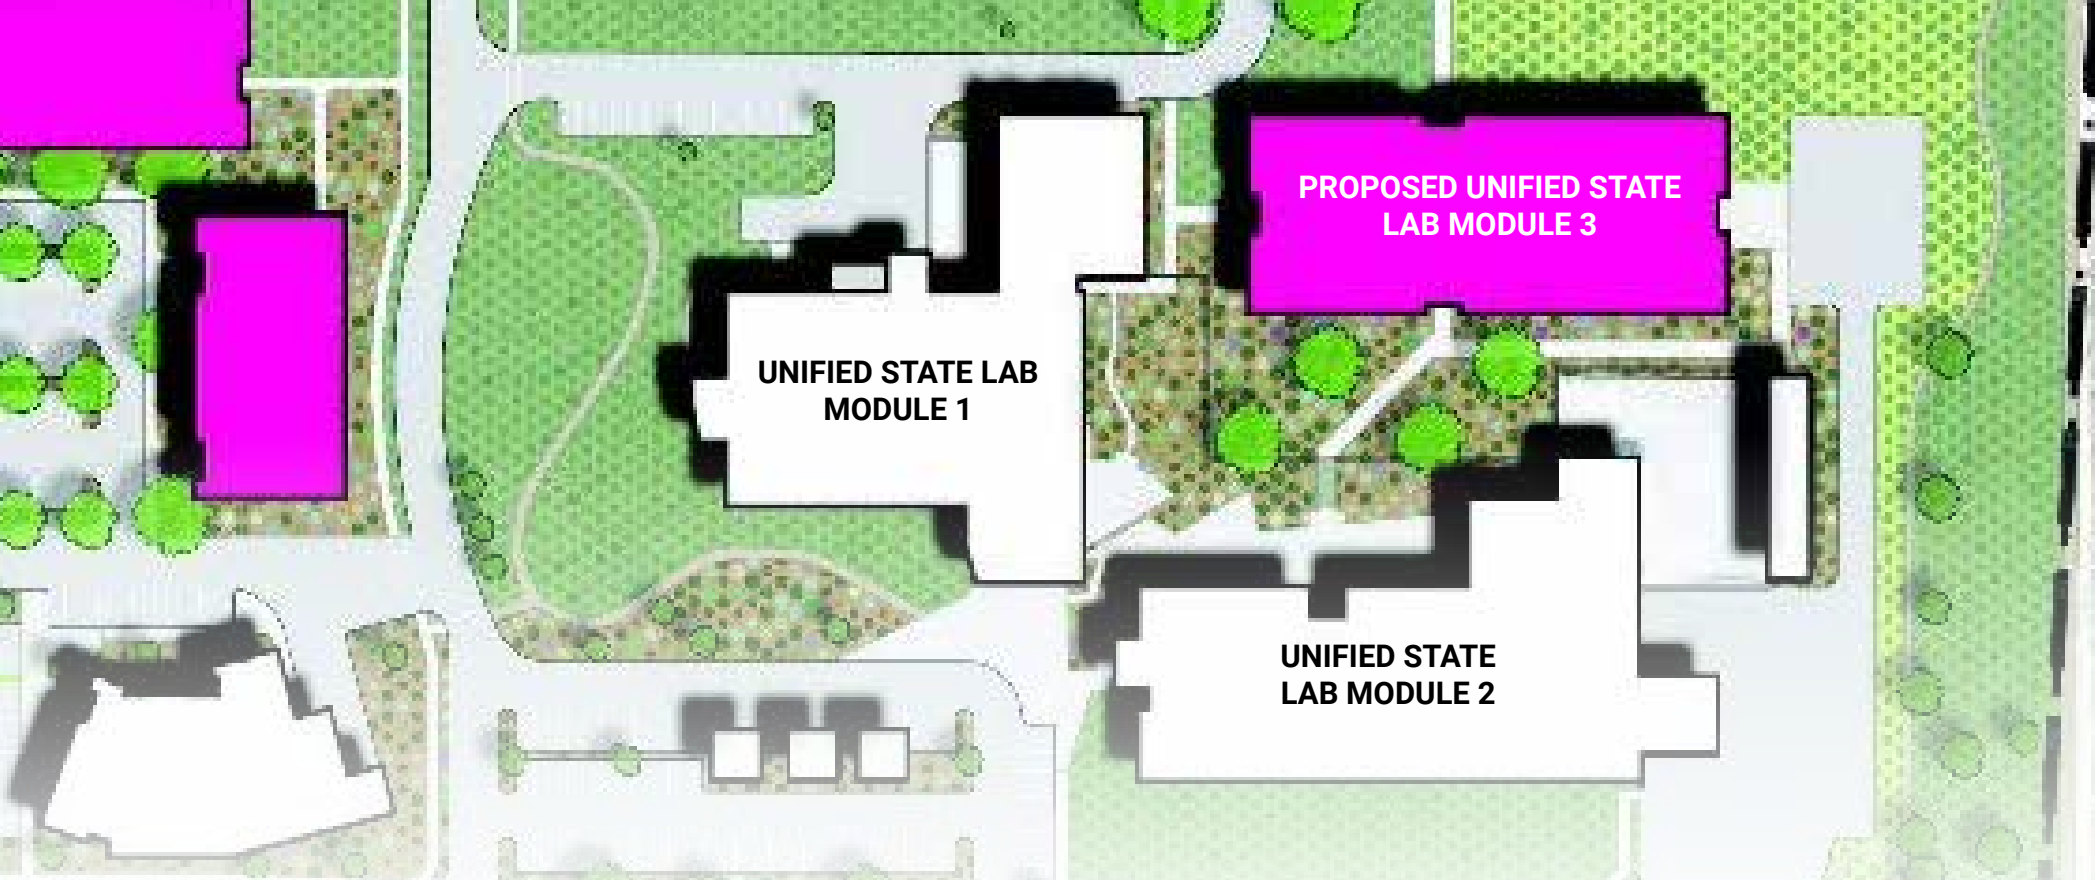 PROPOSED UNIFIED STATE
LAB MODULE 3
UNIFIED STATE LAB
MODULE 1
UNIFIED STATE
LAB MODULE 2